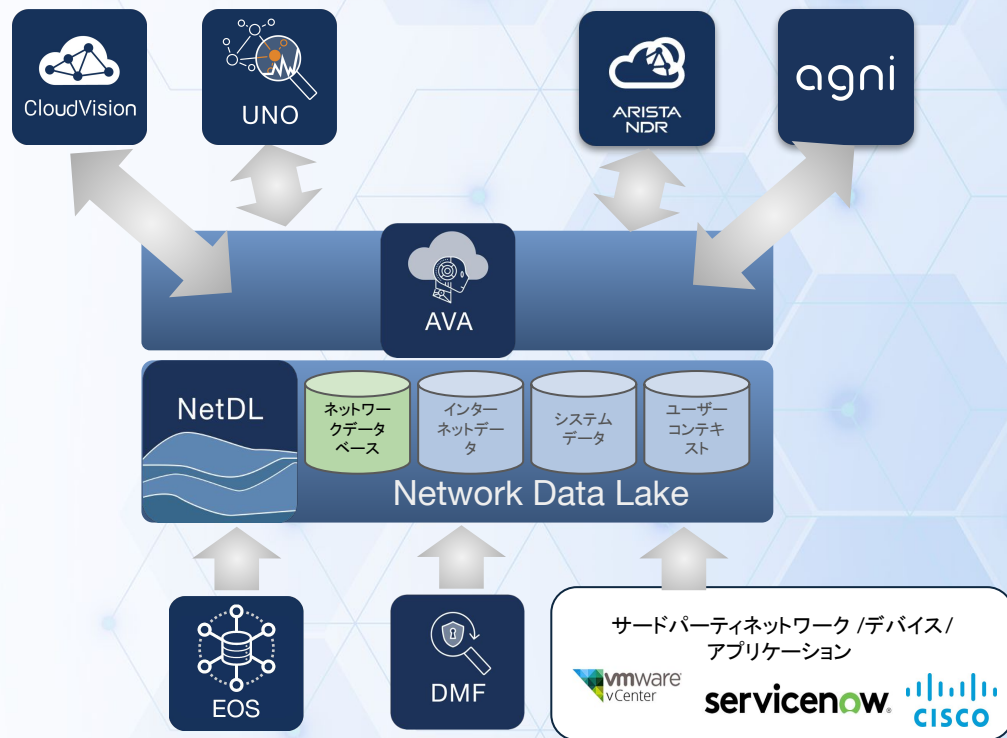 CloudVision
UNO
ARISTA
NDR
agni
AVA
NetDL
ネットワー
クデータ
ベース
インター
ネットデー
タ
システム
データ
ユーザー
コンテキ
スト
Network Data Lake
EOS
DMF
サードパーティネットワーク /デバイス/
アプリケーション
vmware
vCenter
servicenow
CISCO